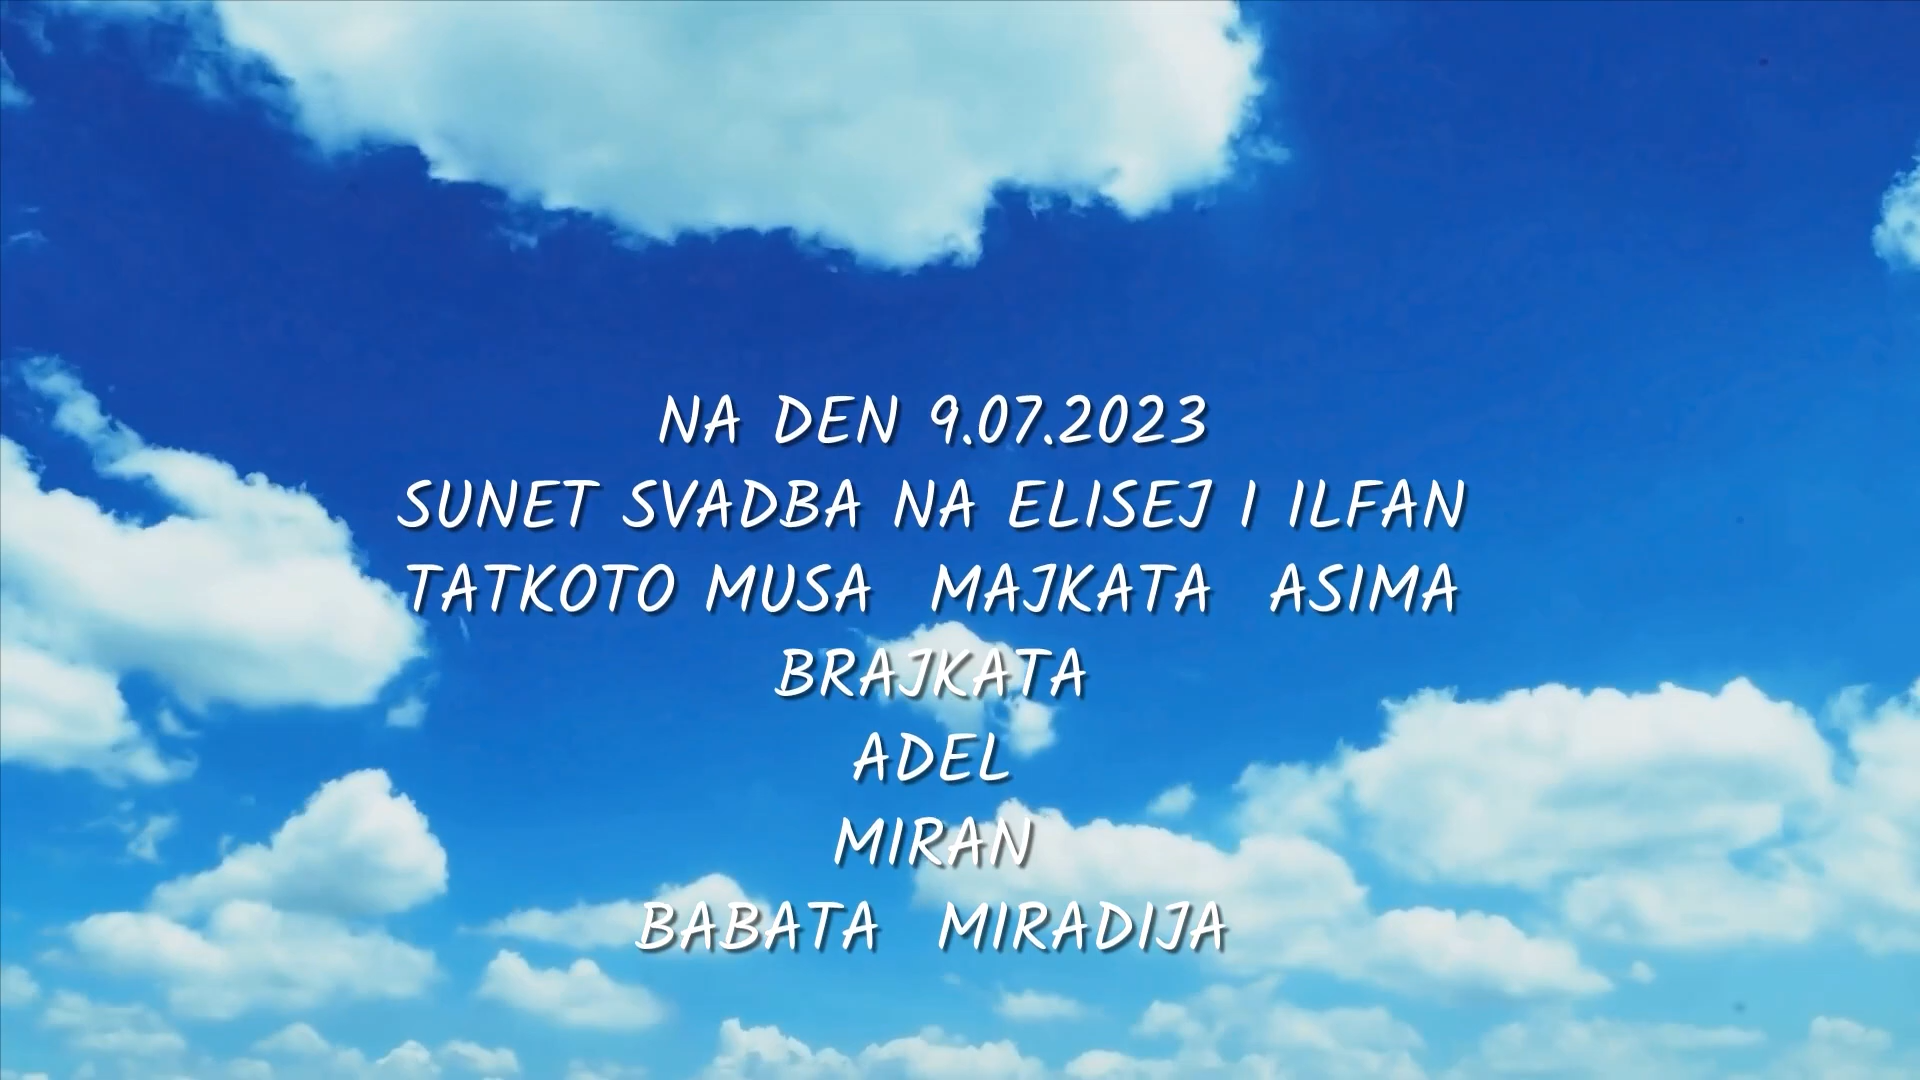 NA DEN 9.07.2023
SUNET SVADBA NA ELISEJ I ILFAN
TATKOTO MUSA MAJKATA ASIMA
BRAJKATA
ADEL
MIRAN
BABATA MIRADIJA